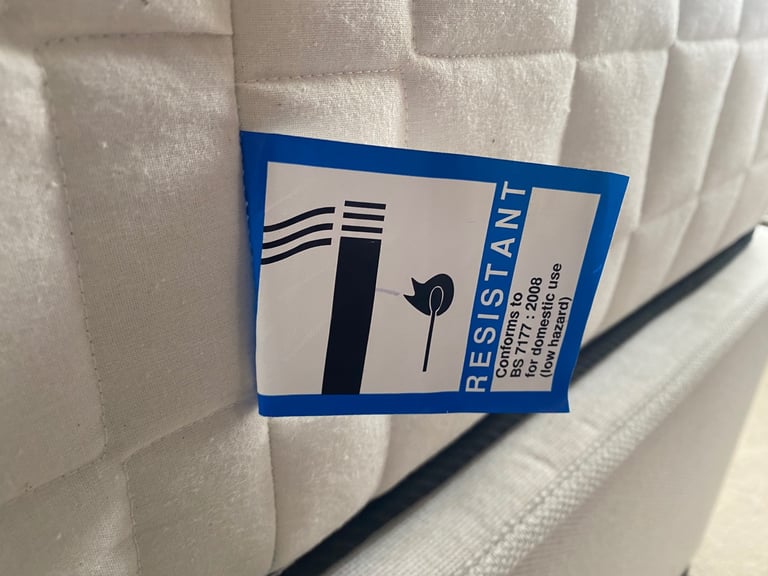 RESISTANT
Conforms to
BS 7177 : 2008
for domestic use
(low hazard)